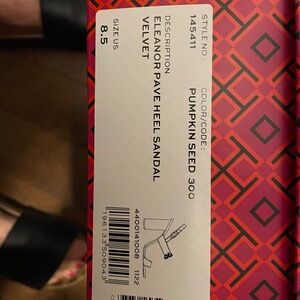 STYLE NO.
145411
COLOR/CODE:
PUMPKIN SEED 300
DESCRIPTION
ELEANOR PAVE HEEL SANDAL
VELVET
SIZE US
8.5
4400141008 1122
196133509043